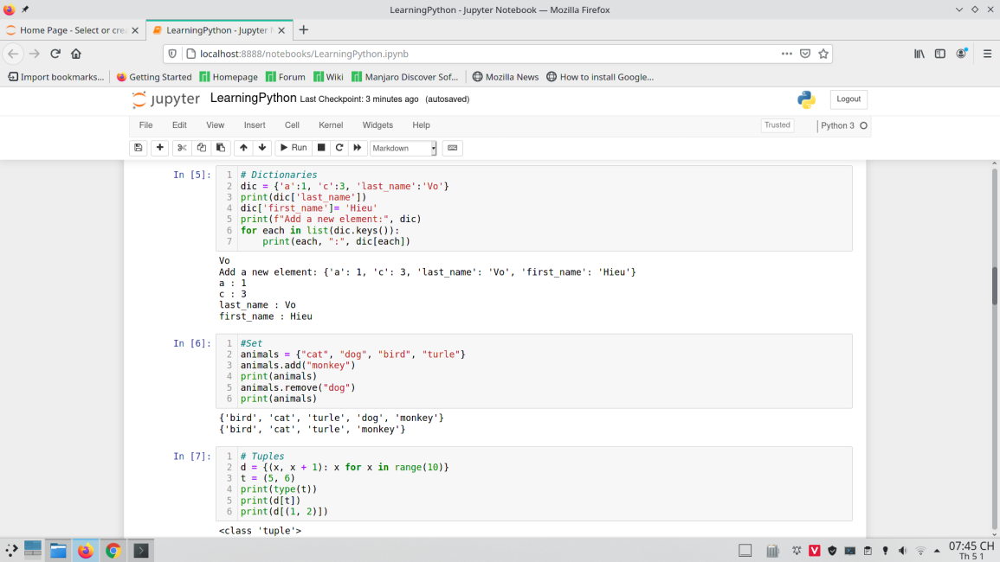 LearningPython - Jupyter Notebook — Mozilla Firefox
Home Page - Select or cre
LearningPython - Jupyter N
localhost:8888/notebooks/LearningPython.ipynb
Import bookmarks... Getting Started Homepage Forum Wiki Manjaro Discover Sof... Mozilla News How to install Google...
jupyter LearningPython Last Checkpoint: 3 minutes ago (autosaved) Logout
File Edit View Insert Cell Kernel Widgets Help Trusted Python 3
Run Markdown
In [5]:
1 # Dictionaries
2 dic = {'a':1, 'c':3, 'last_name':'Vo'}
3 print(dic['last_name'])
4 dic['first_name']= 'Hieu'
5 print(f"Add a new element:", dic)
6 for each in list(dic.keys()):
7     print(each, ":", dic[each])
Vo
Add a new element: {'a': 1, 'c': 3, 'last_name': 'Vo', 'first_name': 'Hieu'}
a : 1
c : 3
last_name : Vo
first_name : Hieu
In [6]:
1 #Set
2 animals = {"cat", "dog", "bird", "turle"}
3 animals.add("monkey")
4 print(animals)
5 animals.remove("dog")
6 print(animals)
{'bird', 'cat', 'turle', 'dog', 'monkey'}
{'bird', 'cat', 'turle', 'monkey'}
In [7]:
1 # Tuples
2 d = {(x, x + 1): x for x in range(10)}
3 t = (5, 6)
4 print(type(t))
5 print(d[t])
6 print(d[(1, 2)])
<class 'tuple'>
07:45 CH
Th 5 1